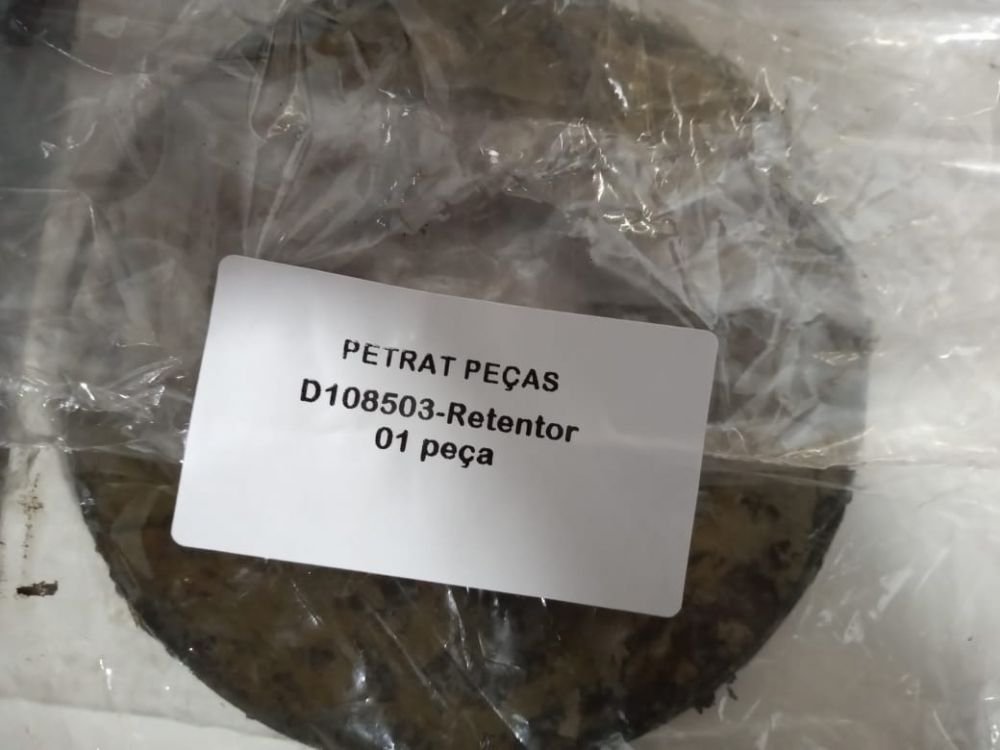 PETRAT PEÇAS
D108503-Retentor
01 peça